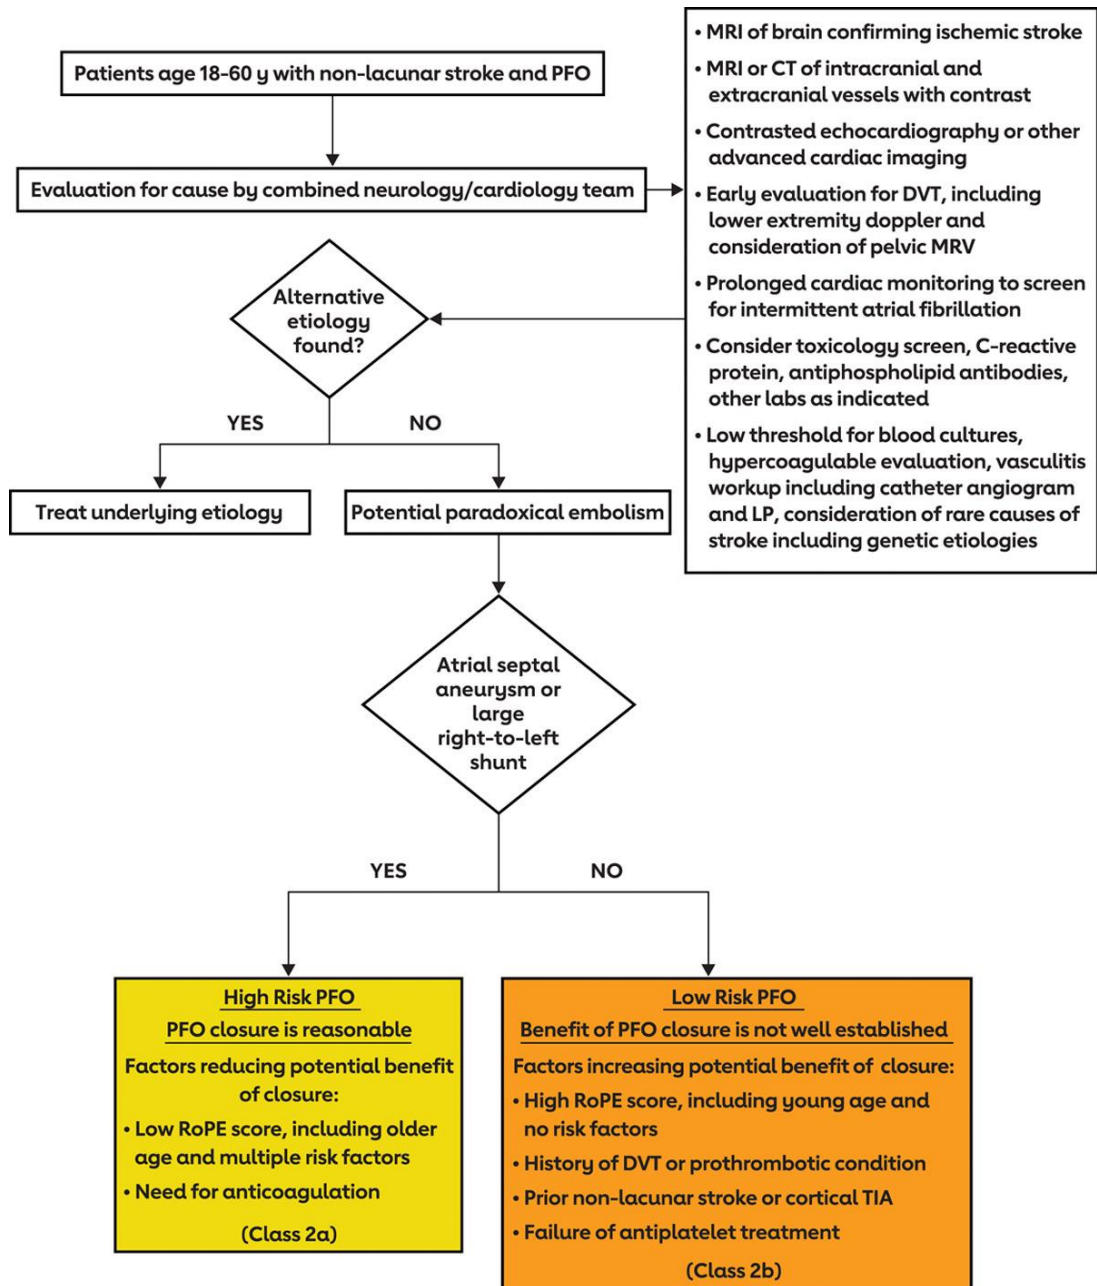 Patients age 18-60 y with non-lacunar stroke and PFO
Evaluation for cause by combined neurology/cardiology team
• MRI of brain confirming ischemic stroke
• MRI or CT of intracranial and
extracranial vessels with contrast
• Contrasted echocardiography or other
advanced cardiac imaging
• Early evaluation for DVT, including
lower extremity doppler and
consideration of pelvic MRV
• Prolonged cardiac monitoring to screen
for intermittent atrial fibrillation
• Consider toxicology screen, C-reactive
protein, antiphospholipid antibodies,
other labs as indicated
• Low threshold for blood cultures,
hypercoagulable evaluation, vasculitis
workup including catheter angiogram
and LP, consideration of rare causes of
stroke including genetic etiologies
Alternative
etiology
found?
YES
NO
Treat underlying etiology
Potential paradoxical embolism
Atrial septal
aneurysm or
large
right-to-left
shunt
YES
NO
High Risk PFO
PFO closure is reasonable
Factors reducing potential benefit
of closure:
• Low RoPE score, including older
age and multiple risk factors
• Need for anticoagulation
(Class 2a)
Low Risk PFO
Benefit of PFO closure is not well established
Factors increasing potential benefit of closure:
• High RoPE score, including young age and
no risk factors
• History of DVT or prothrombotic condition
• Prior non-lacunar stroke or cortical TIA
• Failure of antiplatelet treatment
(Class 2b)